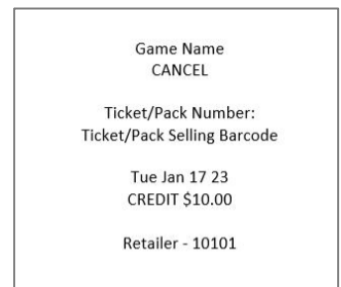 Game Name
CANCEL
Ticket/Pack Number:
Ticket/Pack Selling Barcode
Tue Jan 17 23
CREDIT $10.00
Retailer - 10101